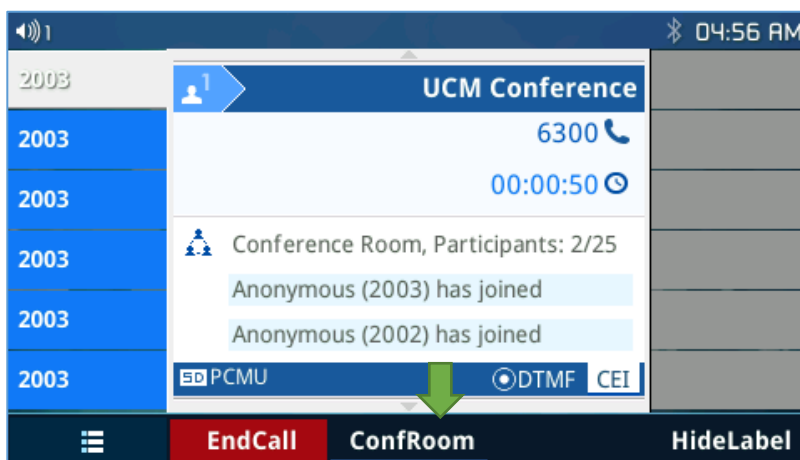 1 04:56 AM
2003
2003
2003
2003
2003
2003
1 UCM Conference
6300
00:00:50
Conference Room, Participants: 2/25
Anonymous (2003) has joined
Anonymous (2002) has joined
SD PCMU DTMF CEI
EndCall ConfRoom HideLabel